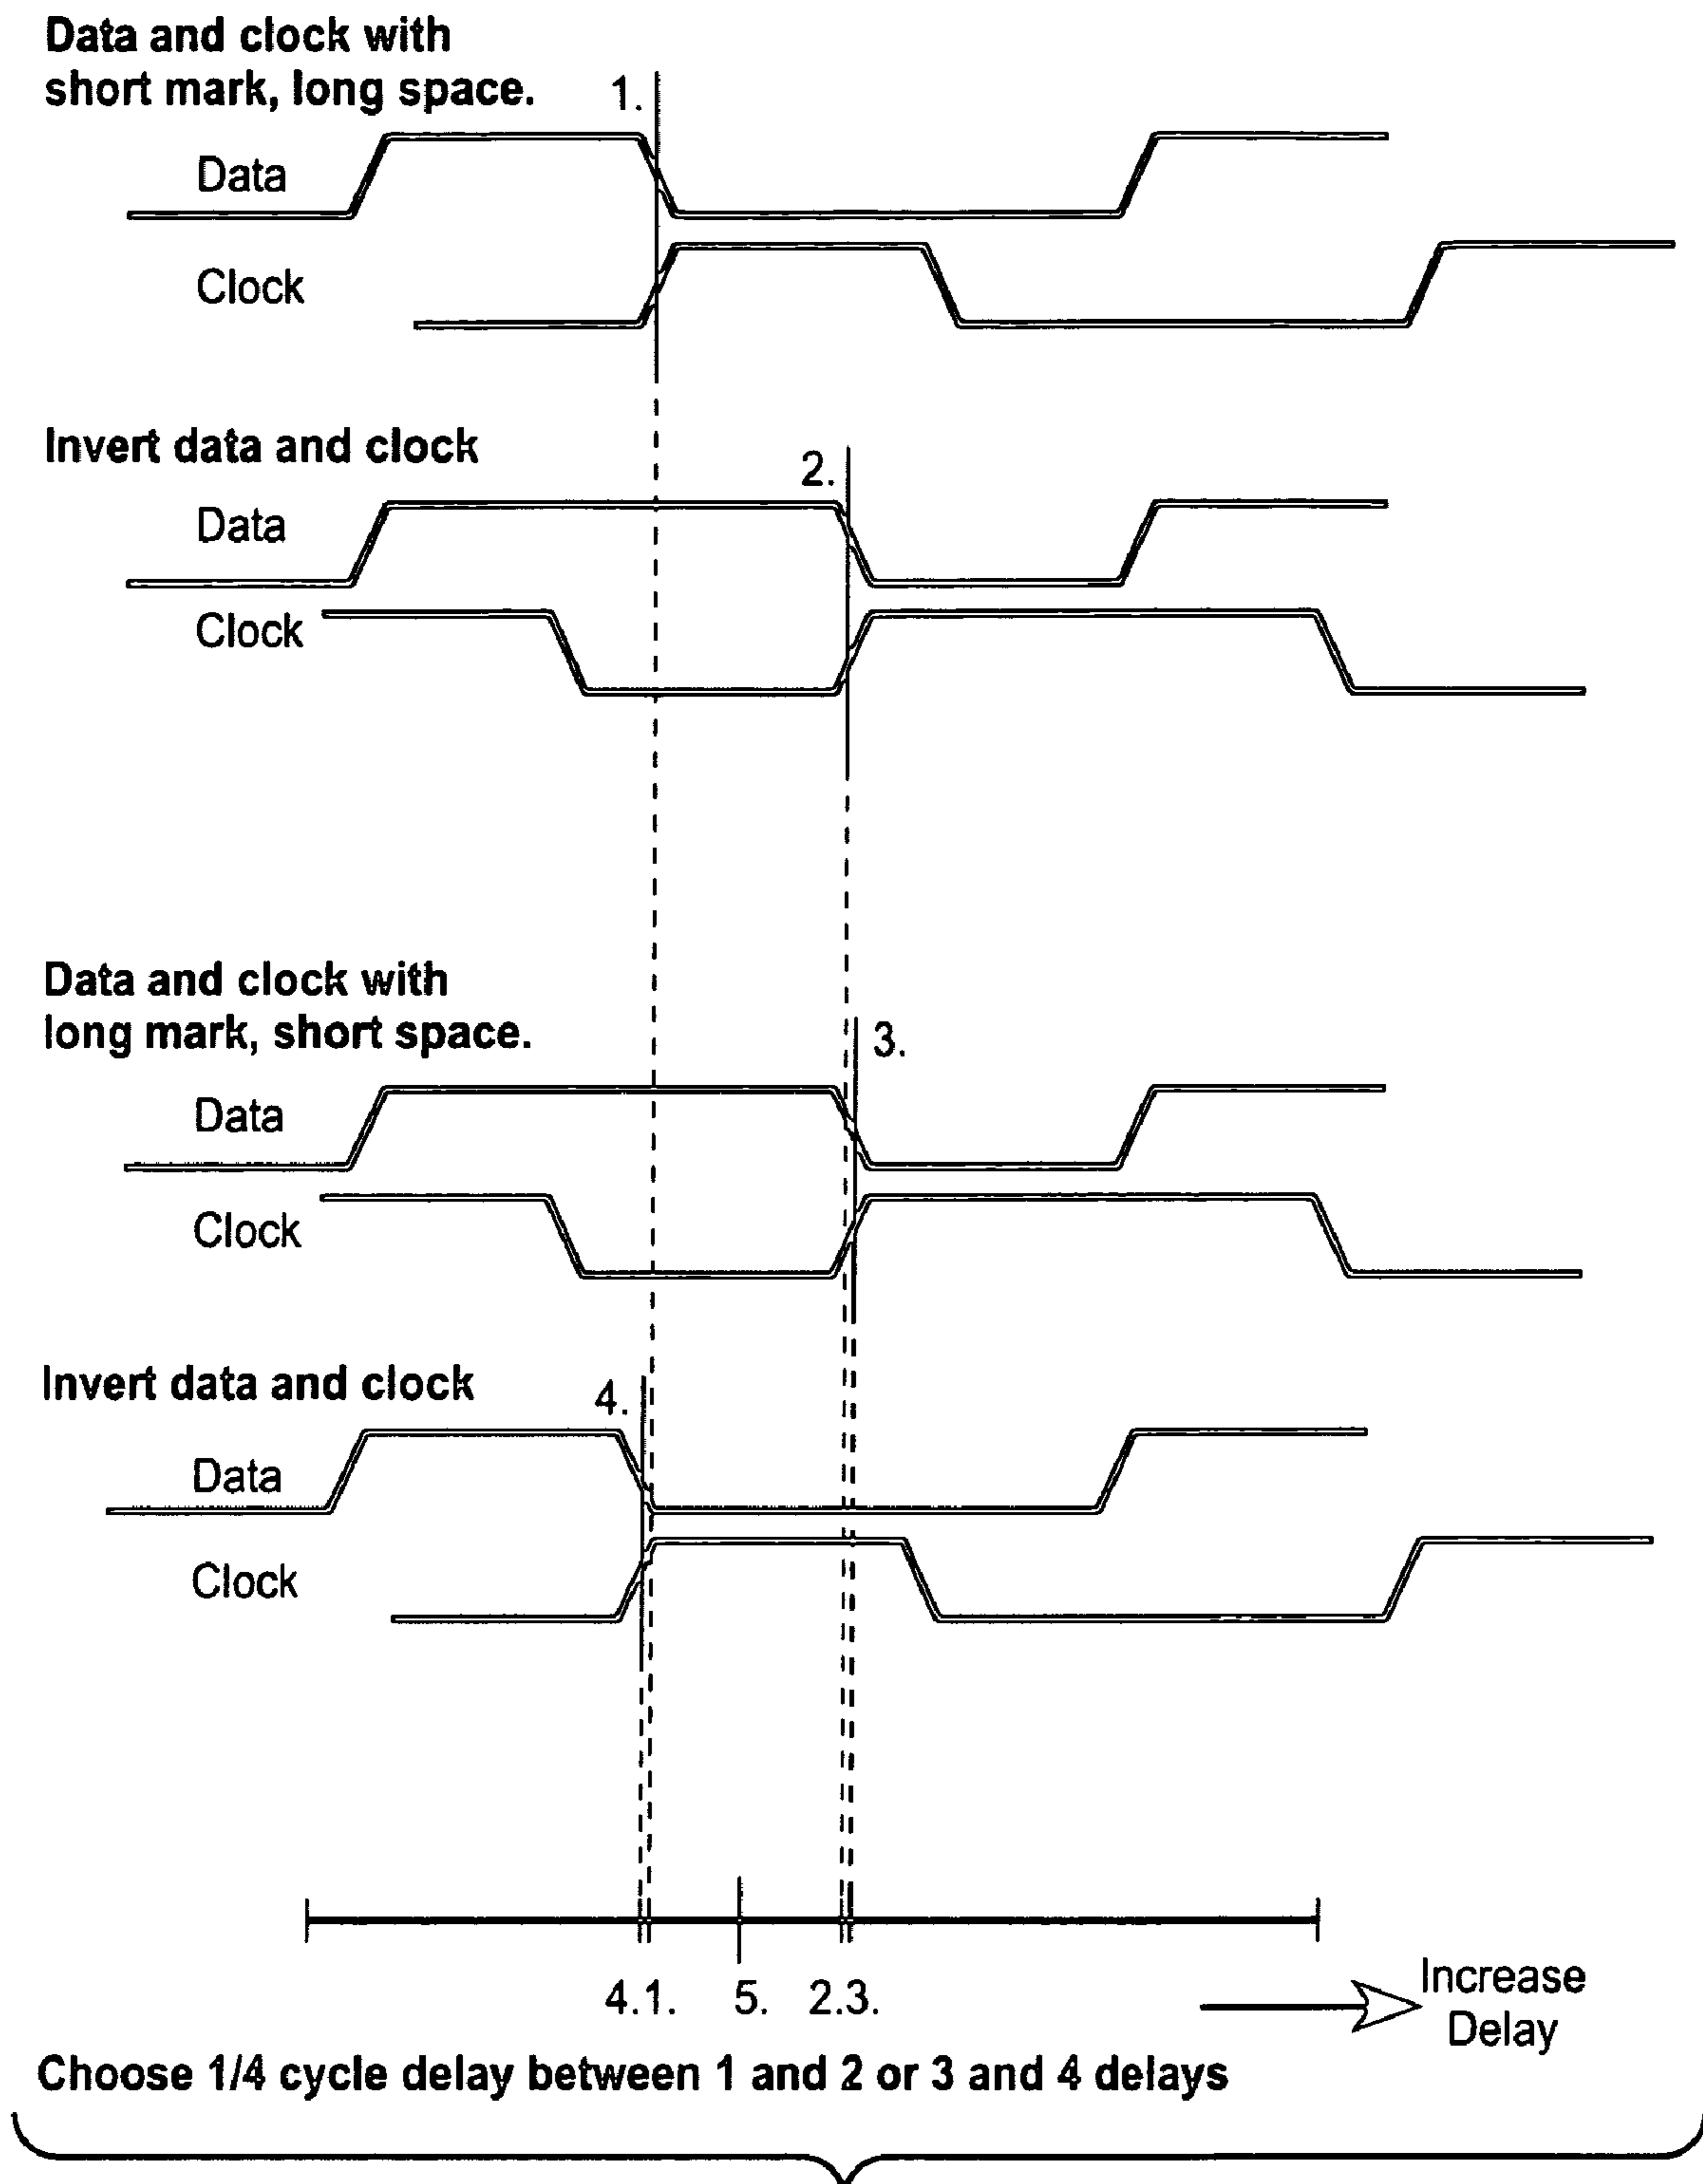 Data and clock with
short mark, long space.
1.
Data
Clock
Invert data and clock
2.
Data
Clock
Data and clock with
long mark, short space.
3.
Data
Clock
Invert data and clock
4.
Data
Clock
4.1. 5. 2.3.
Increase
Delay
Choose 1/4 cycle delay between 1 and 2 or 3 and 4 delays